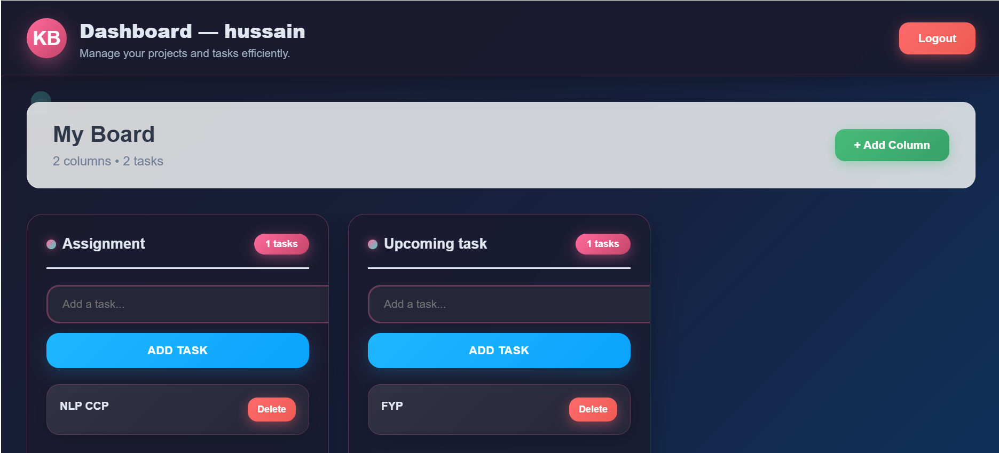 KB
Dashboard — hussain
Manage your projects and tasks efficiently.
Logout
My Board
2 columns • 2 tasks
+ Add Column
Assignment
1 tasks
Add a task...
ADD TASK
NLP CCP
Delete
Upcoming task
1 tasks
Add a task...
ADD TASK
FYP
Delete